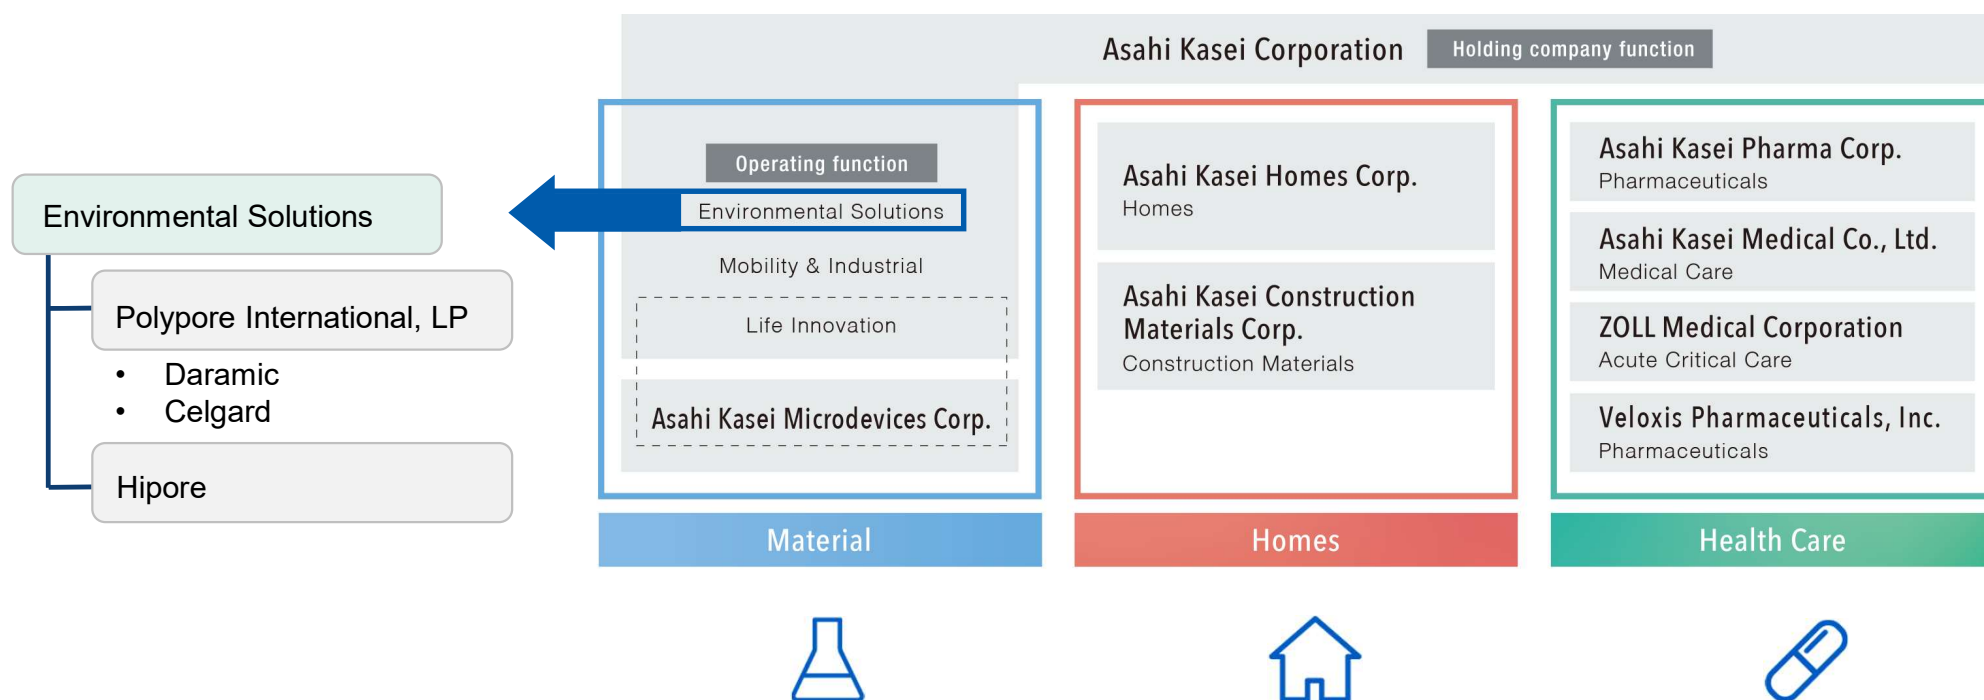 Asahi Kasei Corporation
Holding company function
Environmental Solutions
Polypore International, LP
• Daramic
• Celgard
Hipore
Operating function
Environmental Solutions
Mobility & Industrial
Life Innovation
Asahi Kasei Microdevices Corp.
Material
Asahi Kasei Homes Corp.
Homes
Asahi Kasei Construction
Materials Corp.
Construction Materials
Homes
Asahi Kasei Pharma Corp.
Pharmaceuticals
Asahi Kasei Medical Co., Ltd.
Medical Care
ZOLL Medical Corporation
Acute Critical Care
Veloxis Pharmaceuticals, Inc.
Pharmaceuticals
Health Care